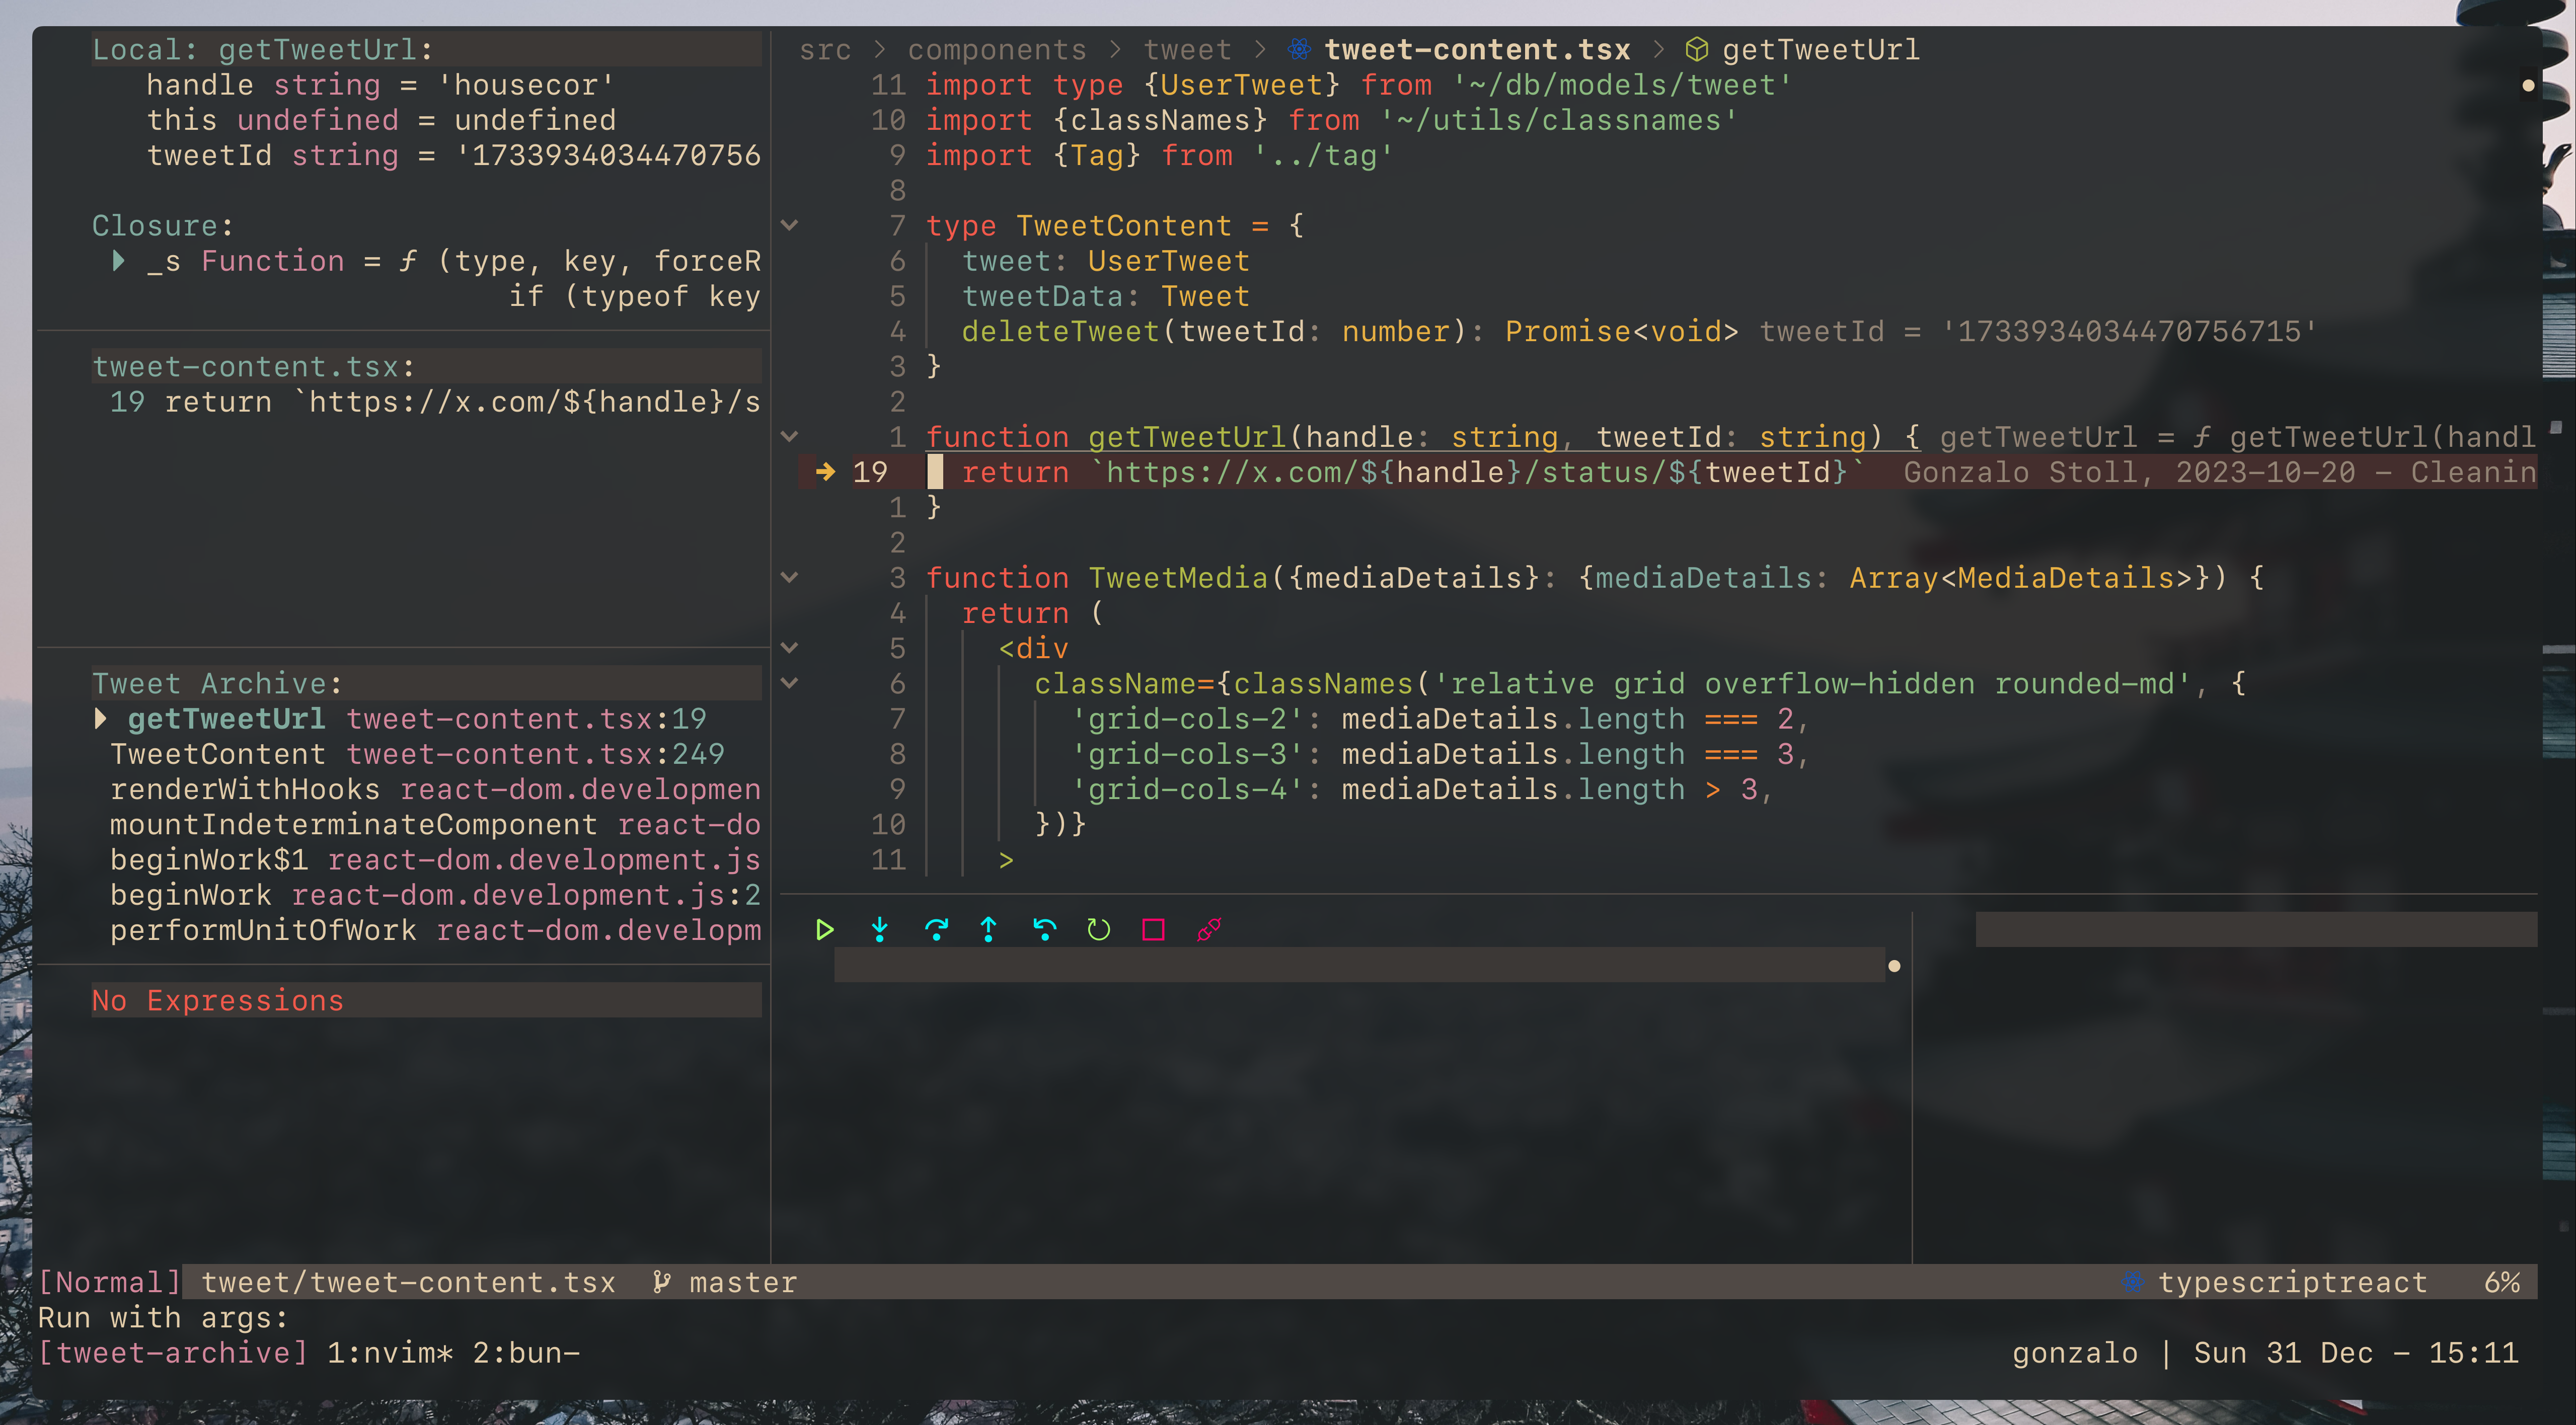 Local: getTweetUrl:
handle string = 'housecor'
this undefined = undefined
tweetId string = '1733934034470756
Closure:
_s Function = ƒ (type, key, forceR
if (typeof key
tweet-content.tsx:
19 return `https://x.com/${handle}/s
Tweet Archive:
getTweetUrl tweet-content.tsx:19
TweetContent tweet-content.tsx:249
renderWithHooks react-dom.developmen
mountIndeterminateComponent react-do
beginWork$1 react-dom.development.js
beginWork react-dom.development.js:2
performUnitOfWork react-dom.developm
No Expressions
src > components > tweet > tweet-content.tsx > getTweetUrl
11 import type {UserTweet} from '~/db/models/tweet'
10 import {classNames} from '~/utils/classnames'
9 import {Tag} from '../tag'
8
7 type TweetContent = {
6 tweet: UserTweet
5 tweetData: Tweet
4 deleteTweet(tweetId: number): Promise<void> tweetId = '1733934034470756715'
3 }
2
1 function getTweetUrl(handle: string, tweetId: string) { getTweetUrl = ƒ getTweetUrl(handl
19 return `https://x.com/${handle}/status/${tweetId}` Gonzalo Stoll, 2023-10-20 - Cleanin
1 }
2
3 function TweetMedia({mediaDetails}: {mediaDetails: Array<MediaDetails>}) {
4 return (
5 <div
6 className={classNames('relative grid overflow-hidden rounded-md', {
7 'grid-cols-2': mediaDetails.length === 2,
8 'grid-cols-3': mediaDetails.length === 3,
9 'grid-cols-4': mediaDetails.length > 3,
10 })}
11 >
[Normal] tweet/tweet-content.tsx master typescriptreact 6%
Run with args:
[tweet-archive] 1:nvim* 2:bun- gonzalo | Sun 31 Dec - 15:11